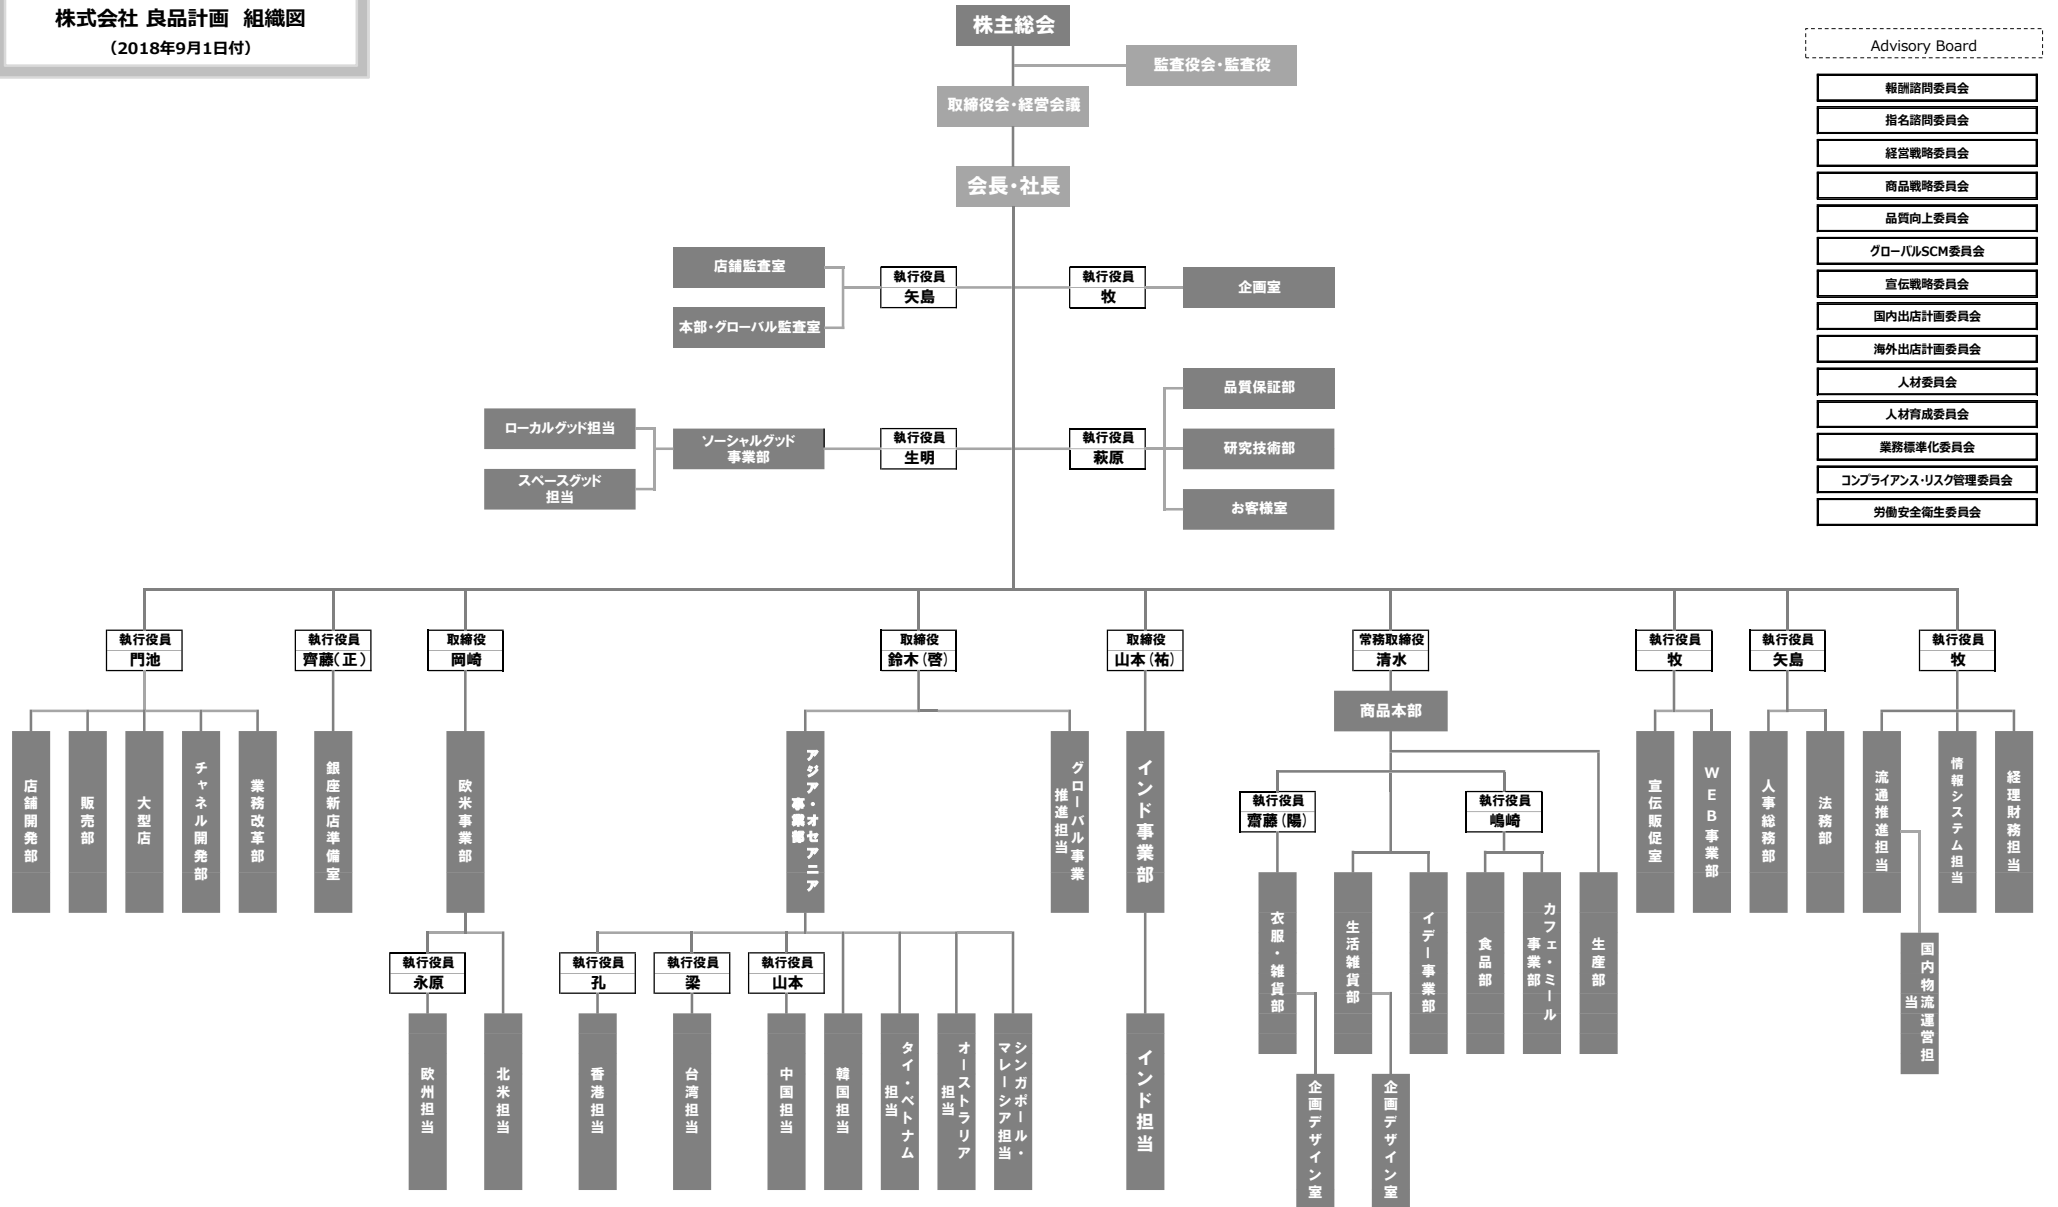 株式会社 良品計画 組織図
（2018年9月1日付）
株主総会
監査役会・監査役
取締役会・経営会議
会長・社長
Advisory Board
報酬諮問委員会
指名諮問委員会
経営戦略委員会
商品戦略委員会
品質向上委員会
グローバルSCM委員会
宣伝戦略委員会
国内出店計画委員会
海外出店計画委員会
人材委員会
人材育成委員会
業務標準化委員会
コンプライアンス・リスク管理委員会
労働安全衛生委員会
店舗監査室
本部・グローバル監査室
執行役員
矢島
執行役員
牧
企画室
ローカルグッド担当
スペースグッド
担当
ソーシャルグッド
事業部
執行役員
生明
執行役員
萩原
品質保証部
研究技術部
お客様室
執行役員
門池
店舗開発部
販売部
大型店
チャネル開発部
業務改革部
執行役員
齊藤（正）
銀座新店準備室
取締役
岡崎
欧米事業部
執行役員
永原
欧州担当
北米担当
取締役
鈴木（啓）
アジア・オセアニア
事業部
執行役員
孔
香港担当
執行役員
梁
台湾担当
執行役員
山本
中国担当
韓国担当
タイ・ベトナム
担当
オーストラリア
担当
シンガポール・
マレーシア担当
グローバル事業
推進担当
取締役
山本（祐）
インド事業部
インド担当
常務取締役
清水
商品本部
執行役員
齋藤（陽）
衣服・雑貨部
企画デザイン室
生活雑貨部
企画デザイン室
イデー事業部
執行役員
嶋崎
食品部
カフェ・ミール
事業部
生産部
執行役員
牧
宣伝販促室
ＷＥＢ事業部
執行役員
矢島
人事総務部
法務部
執行役員
牧
流通推進担当
国内物流運営担
当
情報システム担当
経理財務担当